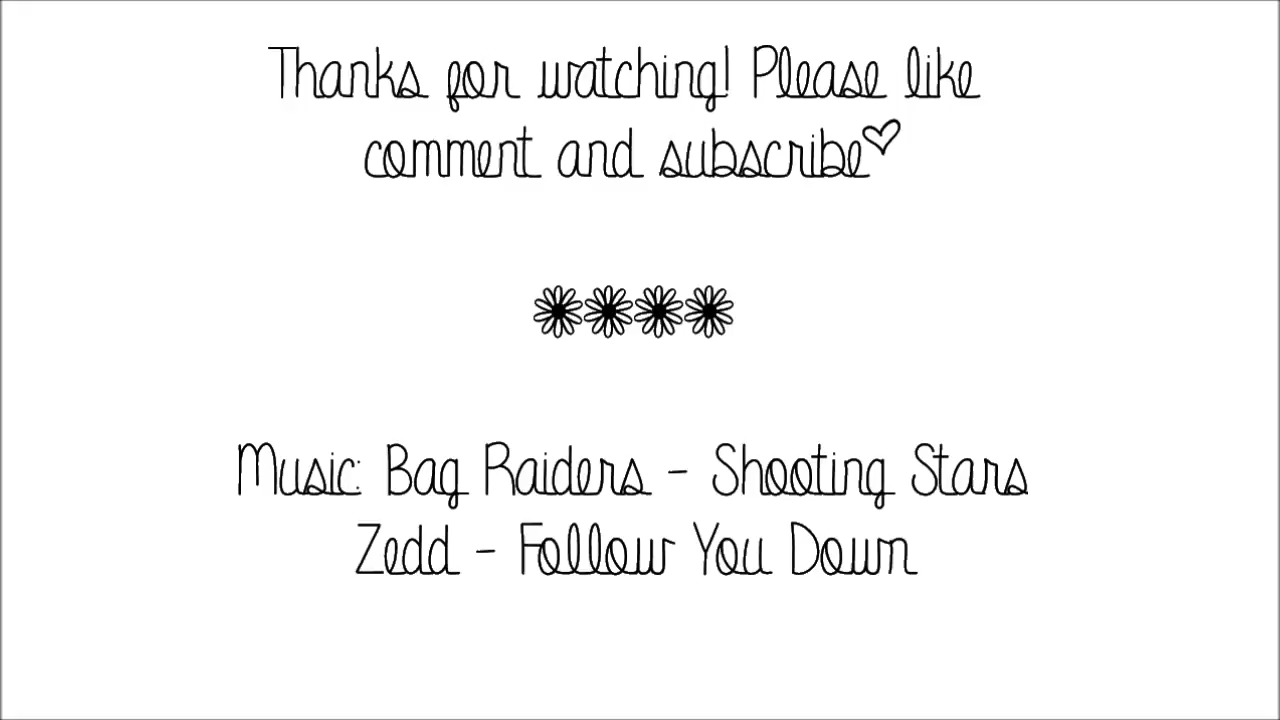 Thanks for watching! Please like
comment and subscribe♡
Music: Bag Raiders - Shooting Stars
Zedd - Follow You Down